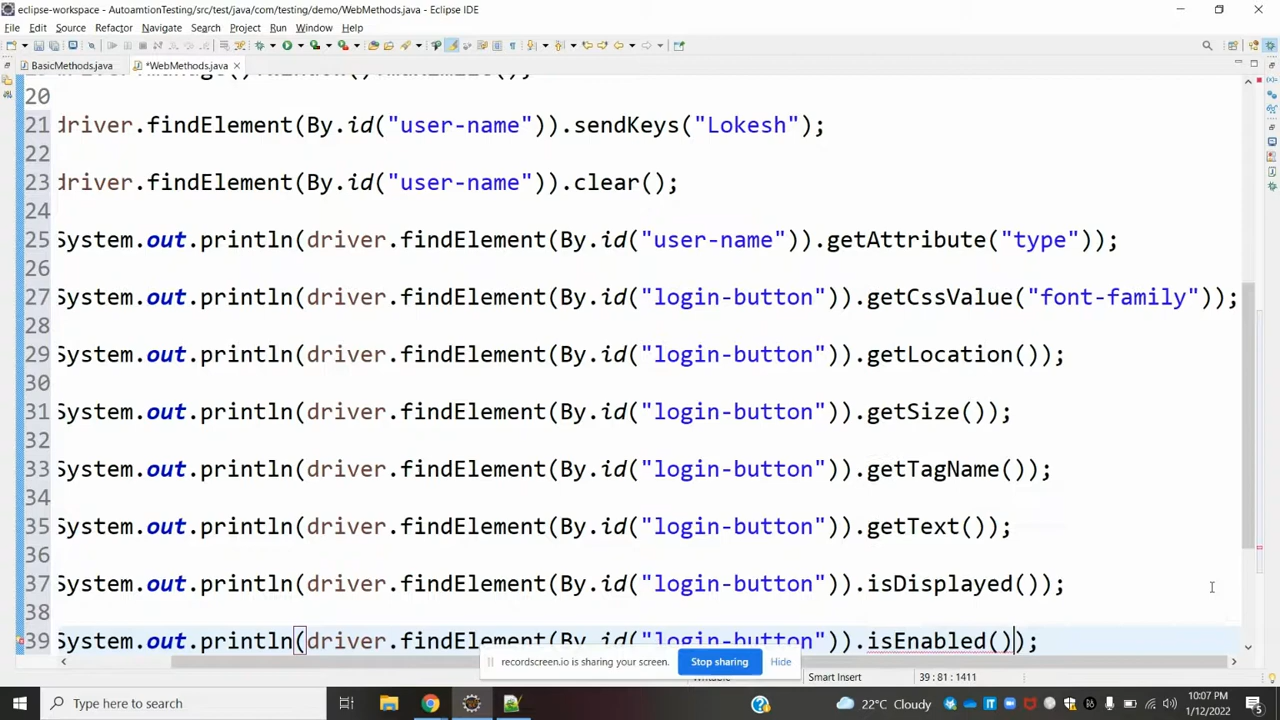 eclipse-workspace - AutoamtionTesting/src/test/java/com/testing/demo/WebMethods.java - Eclipse IDE
File Edit Source Refactor Navigate Search Project Run Window Help
BasicMethods.java *WebMethods.java
20
21 driver.findElement(By.id("user-name")).sendKeys("Lokesh");
22
23 driver.findElement(By.id("user-name")).clear();
24
25 System.out.println(driver.findElement(By.id("user-name")).getAttribute("type"));
26
27 System.out.println(driver.findElement(By.id("login-button")).getCssValue("font-family"));
28
29 System.out.println(driver.findElement(By.id("login-button")).getLocation());
30
31 System.out.println(driver.findElement(By.id("login-button")).getSize());
32
33 System.out.println(driver.findElement(By.id("login-button")).getTagName());
34
35 System.out.println(driver.findElement(By.id("login-button")).getText());
36
37 System.out.println(driver.findElement(By.id("login-button")).isDisplayed());
38
39 System.out.println(driver.findElement(By.id("login-button")).isEnabled());
recordscreen.io is sharing your screen. Stop sharing Hide
Writable Smart Insert 39 : 81 : 1411
Type here to search 22°C Cloudy 10:07 PM
1/12/2022